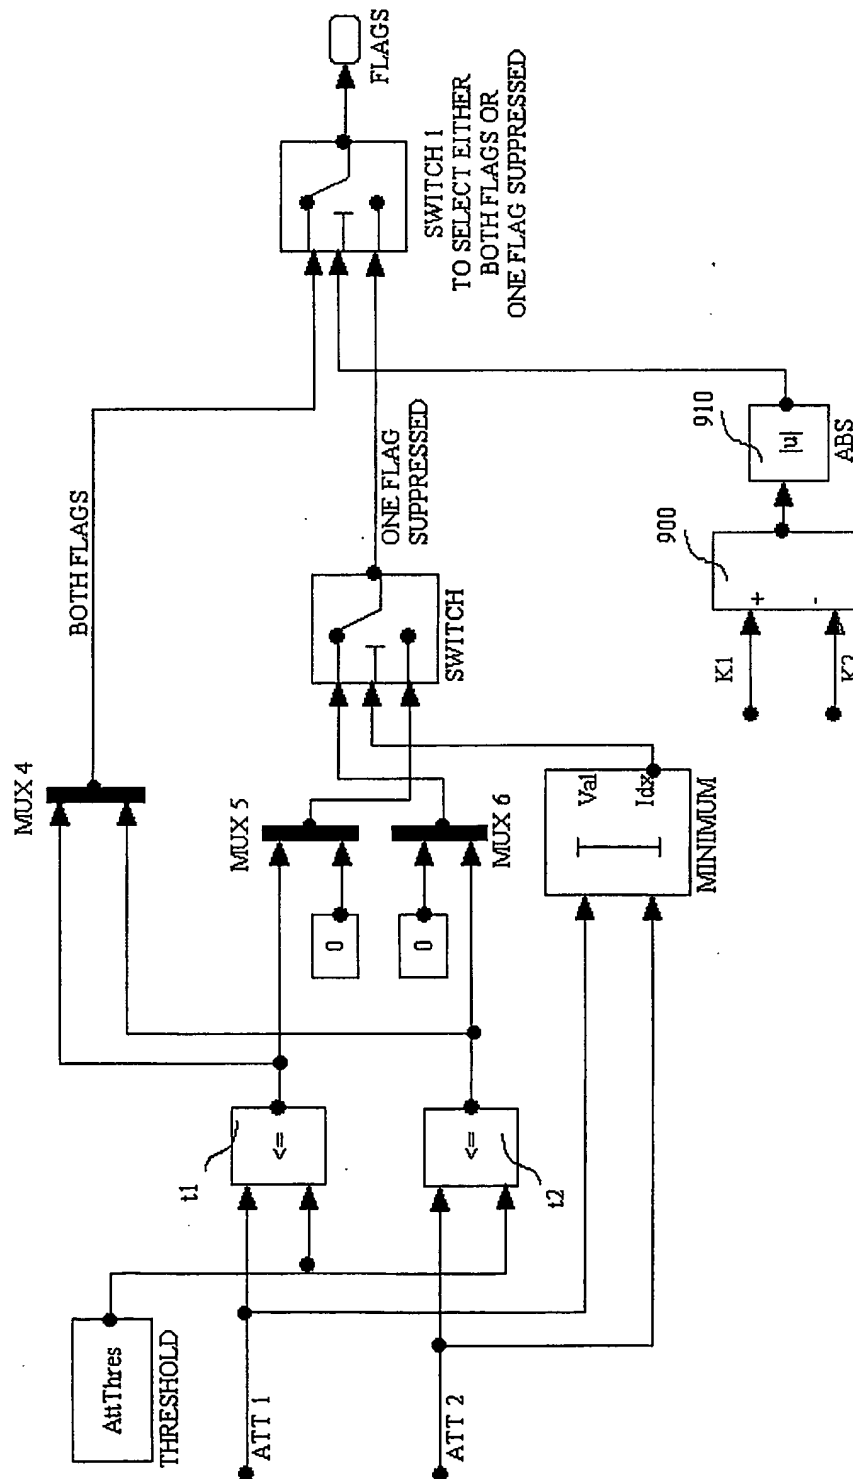 AttThres
THRESHOLD
ATT 1
ATT 2
t1
<=
<=
t2
MUX 4
MUX 5
0
0
MUX 6
Val
Idx
MINIMUM
BOTH FLAGS
SWITCH
ONE FLAG
SUPPRESSED
K1
K2
+
-
900
910
|u|
ABS
SWITCH 1
TO SELECT EITHER
BOTH FLAGS OR
ONE FLAG SUPPRESSED
FLAGS